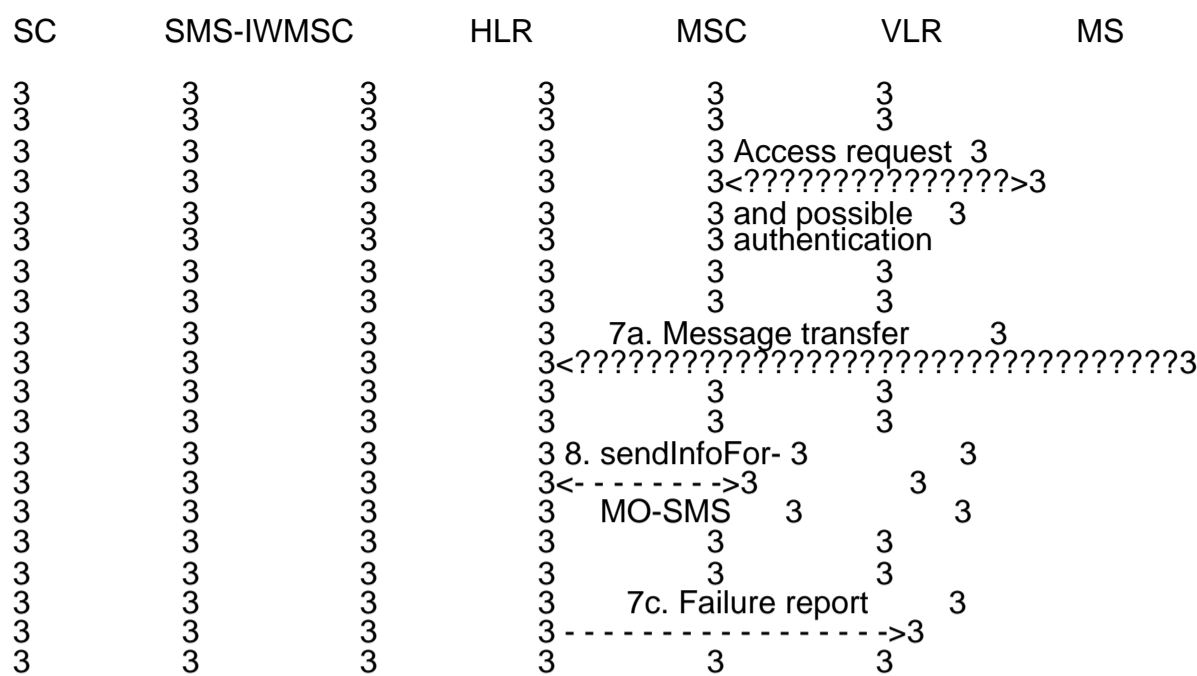 SC SMS-IWMSC HLR MSC VLR MS
3 3 3 3 3 3
3 3 3 3 3 3
3 3 3 3 3 Access request 3
3 3 3 3 3<???????????????>3
3 3 3 3 3 and possible 3
3 3 3 3 3 authentication
3 3 3 3 3 3
3 3 3 3 3 3
3 3 3 3 7a. Message transfer 3
3 3 3 3<??????????????????????????????????3
3 3 3 3 3 3
3 3 3 3 3 3
3 3 3 3 8. sendInfoFor- 3 3
3 3 3 3<- - - - - - - ->3 3
3 3 3 3 MO-SMS 3 3
3 3 3 3 3 3
3 3 3 3 3 3
3 3 3 3 7c. Failure report 3
3 3 3 3 - - - - - - - - - - - - - - - - - ->3
3 3 3 3 3 3